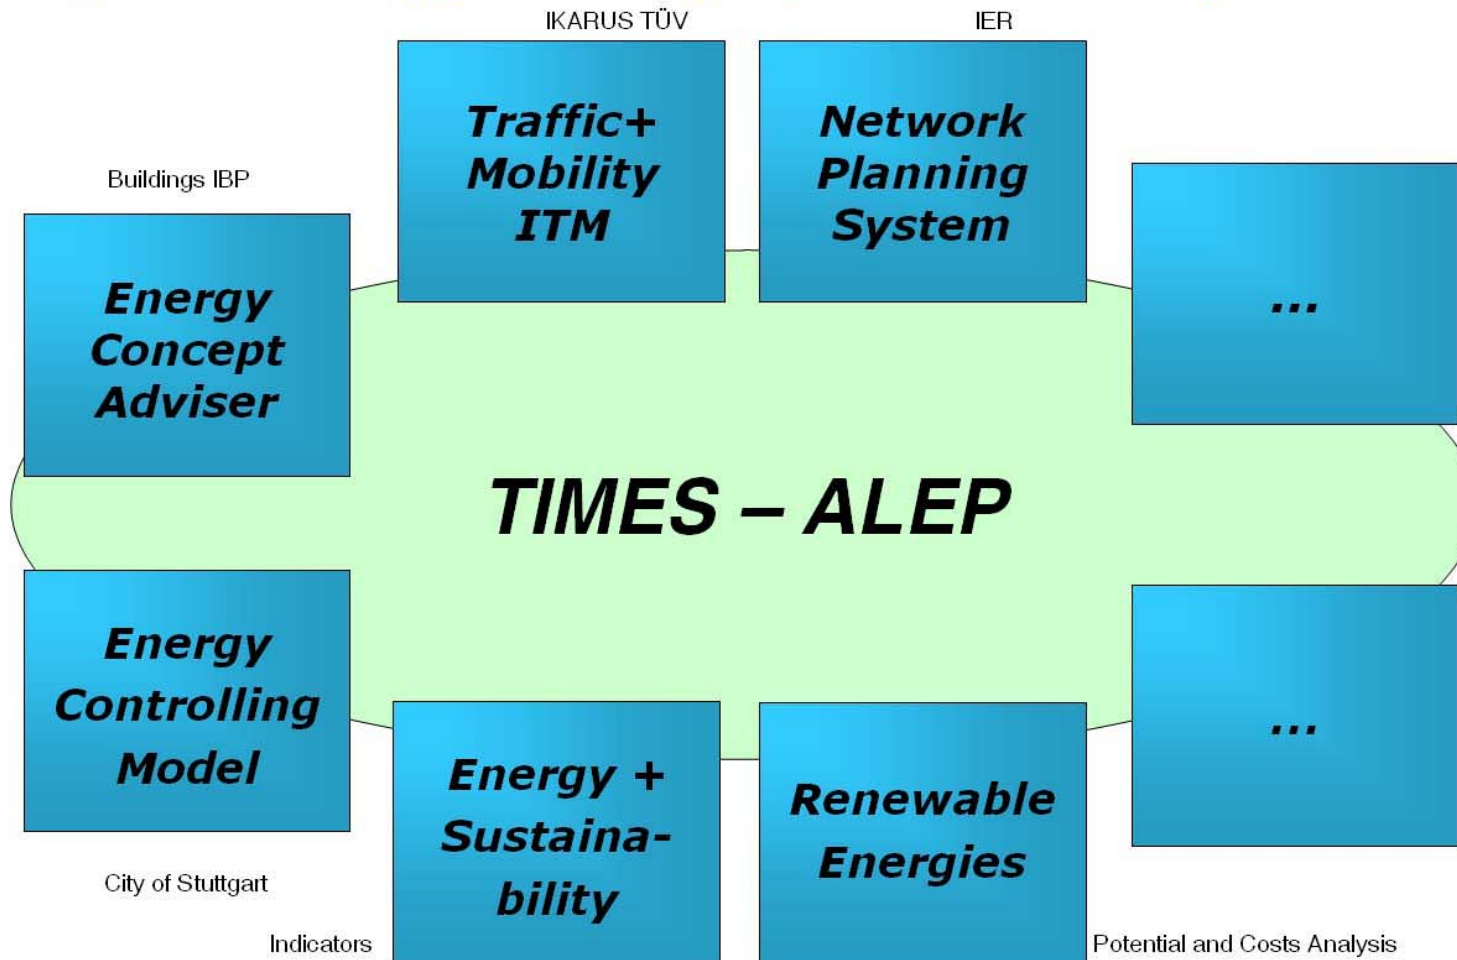 IKARUS TÜV
IER
Traffic+
Mobility
ITM
Network
Planning
System
Buildings IBP
Energy
Concept
Adviser
...
TIMES – ALEP
Energy
Controlling
Model
...
Energy +
Sustaina-
bility
Renewable
Energies
City of Stuttgart
Indicators
Potential and Costs Analysis